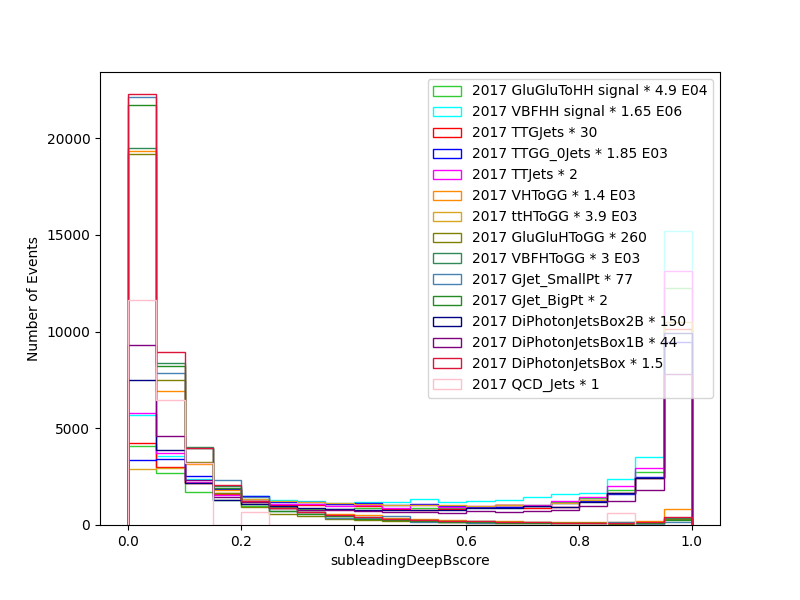 2017 GluGluToHH signal * 4.9 E04
2017 VBFHH signal * 1.65 E06
2017 TTGJets * 30
2017 TTGG_0Jets * 1.85 E03
2017 TTJets * 2
2017 VHToGG * 1.4 E03
2017 ttHToGG * 3.9 E03
2017 GluGluHToGG * 260
2017 VBFHToGG * 3 E03
2017 GJet_SmallPt * 77
2017 GJet_BigPt * 2
2017 DiPhotonJetsBox2B * 150
2017 DiPhotonJetsBox1B * 44
2017 DiPhotonJetsBox * 1.5
2017 QCD_Jets * 1
Number of Events
20000
15000
10000
5000
0
0.0 0.2 0.4 0.6 0.8 1.0
subleadingDeepBscore